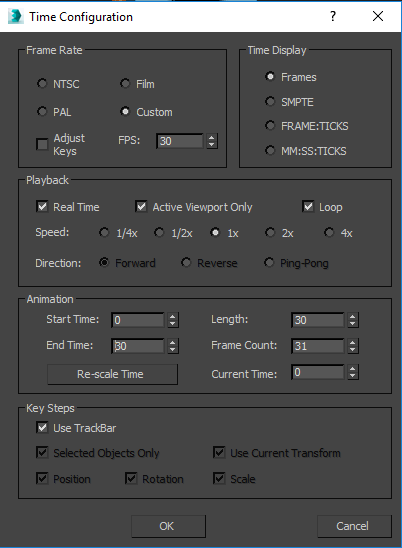 Time Configuration ? ×
Frame Rate
NTSC Film
PAL Custom
Adjust Keys FPS: 30
Time Display
Frames
SMPTE
FRAME:TICKS
MM:SS:TICKS
Playback
Real Time Active Viewport Only Loop
Speed: 1/4x 1/2x 1x 2x 4x
Direction: Forward Reverse Ping-Pong
Animation
Start Time: 0 Length: 30
End Time: 30 Frame Count: 31
Re-scale Time Current Time: 0
Key Steps
Use TrackBar
Selected Objects Only Use Current Transform
Position Rotation Scale
OK Cancel